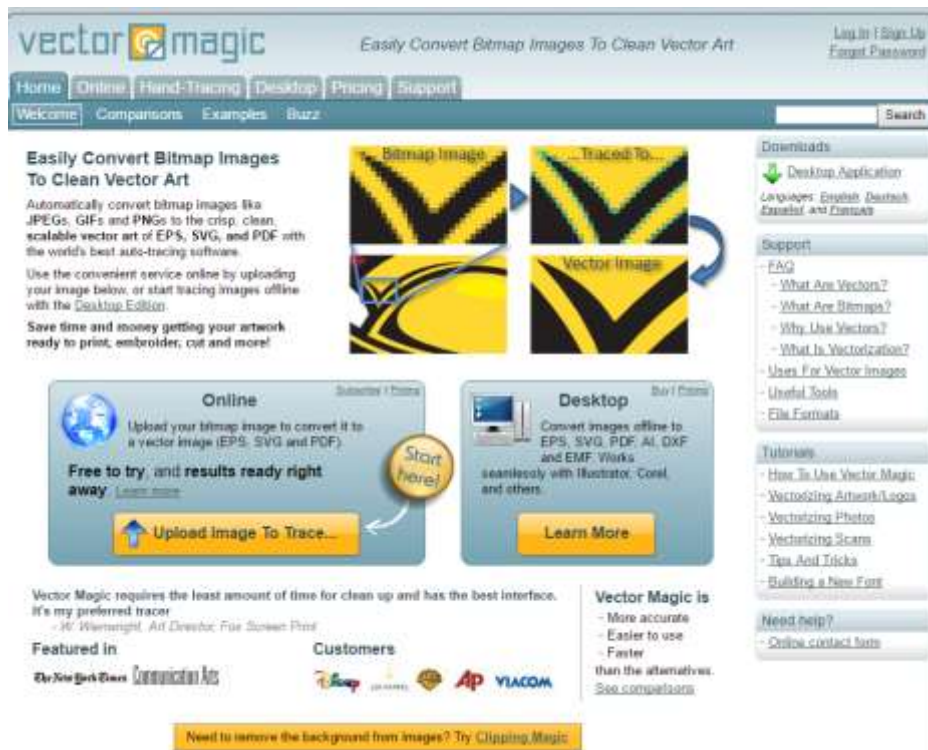 vector magic
Easily Convert Bitmap Images To Clean Vector Art
Log In | Sign Up
Forgot Password
Home Online Hand-Tracing Desktop Pricing Support
Welcome Comparisons Examples Buzz
Search
Easily Convert Bitmap Images
To Clean Vector Art
Automatically convert bitmap images like
JPEGs, GIFs and PNGs to the crisp, clean,
scalable vector art of EPS, SVG, and PDF with
the world's best auto-tracing software.
Use the convenient service online by uploading
your image below, or start tracing images offline
with the Desktop Edition.
Save time and money getting your artwork
ready to print, embroider, cut and more!
Bitmap Image
...Traced To...
Vector Image
Online
Subscribe | Pricing
Upload your bitmap image to convert it to
a vector image (EPS, SVG and PDF).
Free to try, and results ready right
away. Learn more
Start
here!
Upload Image To Trace...
Desktop
Buy | Pricing
Convert images offline to
EPS, SVG, PDF, AI, DXF
and EMF. Works
seamlessly with Illustrator, Corel,
and others.
Learn More
Vector Magic requires the least amount of time for clean up and has the best interface.
It's my preferred tracer
- W. Wainwright, Art Director, Fox Screen Print
Featured in
The New York Times Communication Arts
Customers
Disney
WB
AP VIACOM
Vector Magic is
- More accurate
- Easier to use
- Faster
than the alternatives.
See comparisons
Need to remove the background from images? Try Clipping Magic
Downloads
Desktop Application
Languages: English, Deutsch,
Español, and Français
Support
- FAQ
- What Are Vectors?
- What Are Bitmaps?
- Why Use Vectors?
- What Is Vectorization?
- Uses For Vector Images
- Useful Tools
- File Formats
Tutorials
- How To Use Vector Magic
- Vectorizing Artwork/Logos
- Vectorizing Photos
- Vectorizing Scans
- Tips And Tricks
- Building a New Font
Need help?
- Online contact form